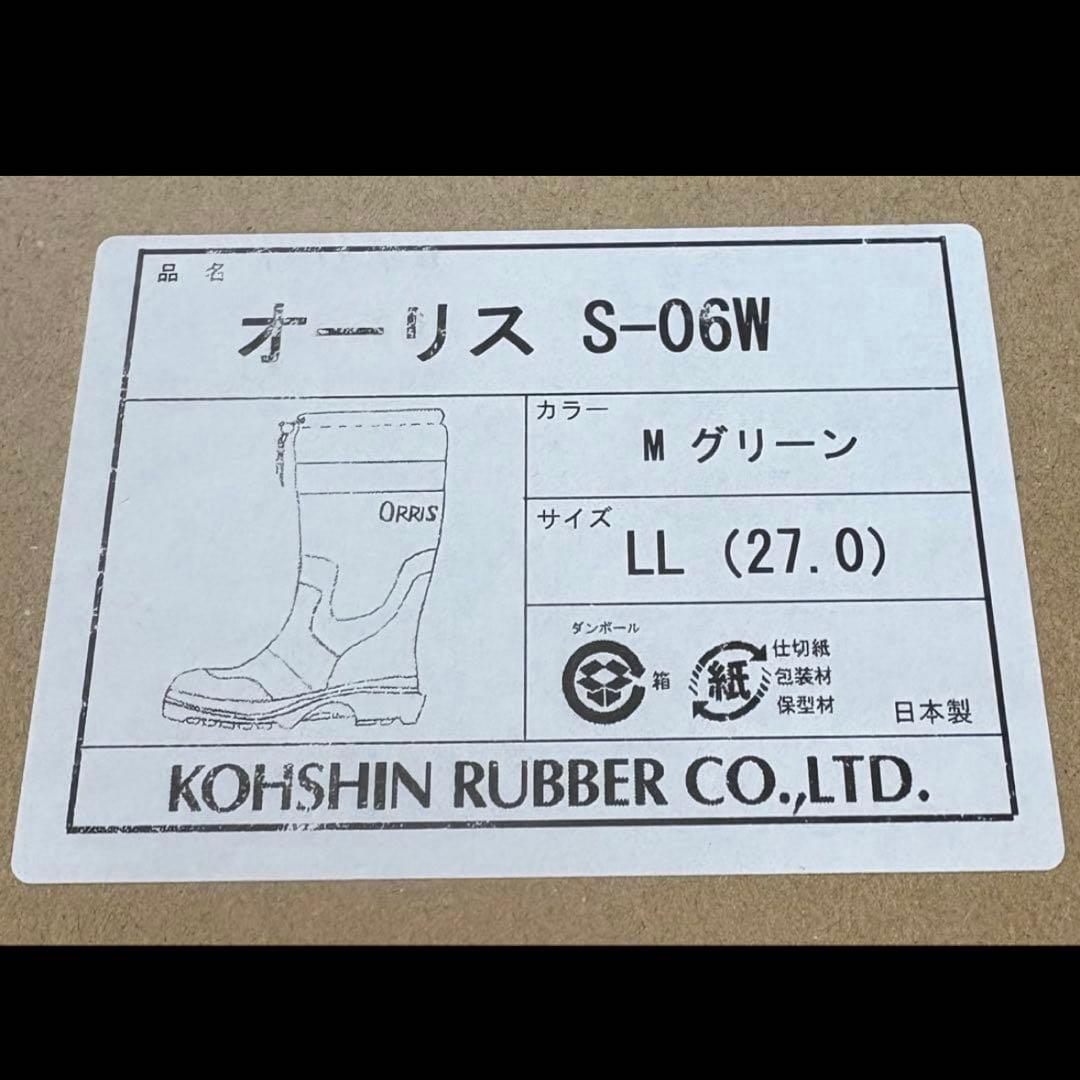 品名
オーリス S-06W
ORRIS
カラー
M グリーン
サイズ
LL (27.0)
ダンボール
箱
紙
仕切紙
包装材
保型材
日本製
KOHSHIN RUBBER CO.,LTD.